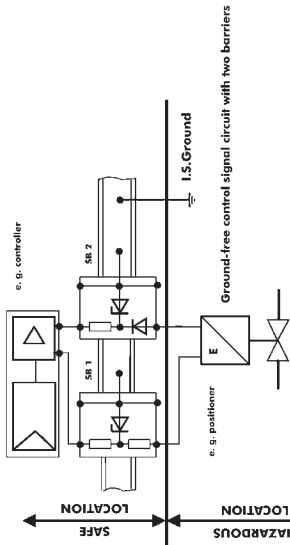 e. g. controller
SB 1
SB 2
I.S.Ground
SAFE
LOCATION
HAZARDOUS
LOCATION
E
e. g. positioner
Ground-free control signal circuit with two barriers